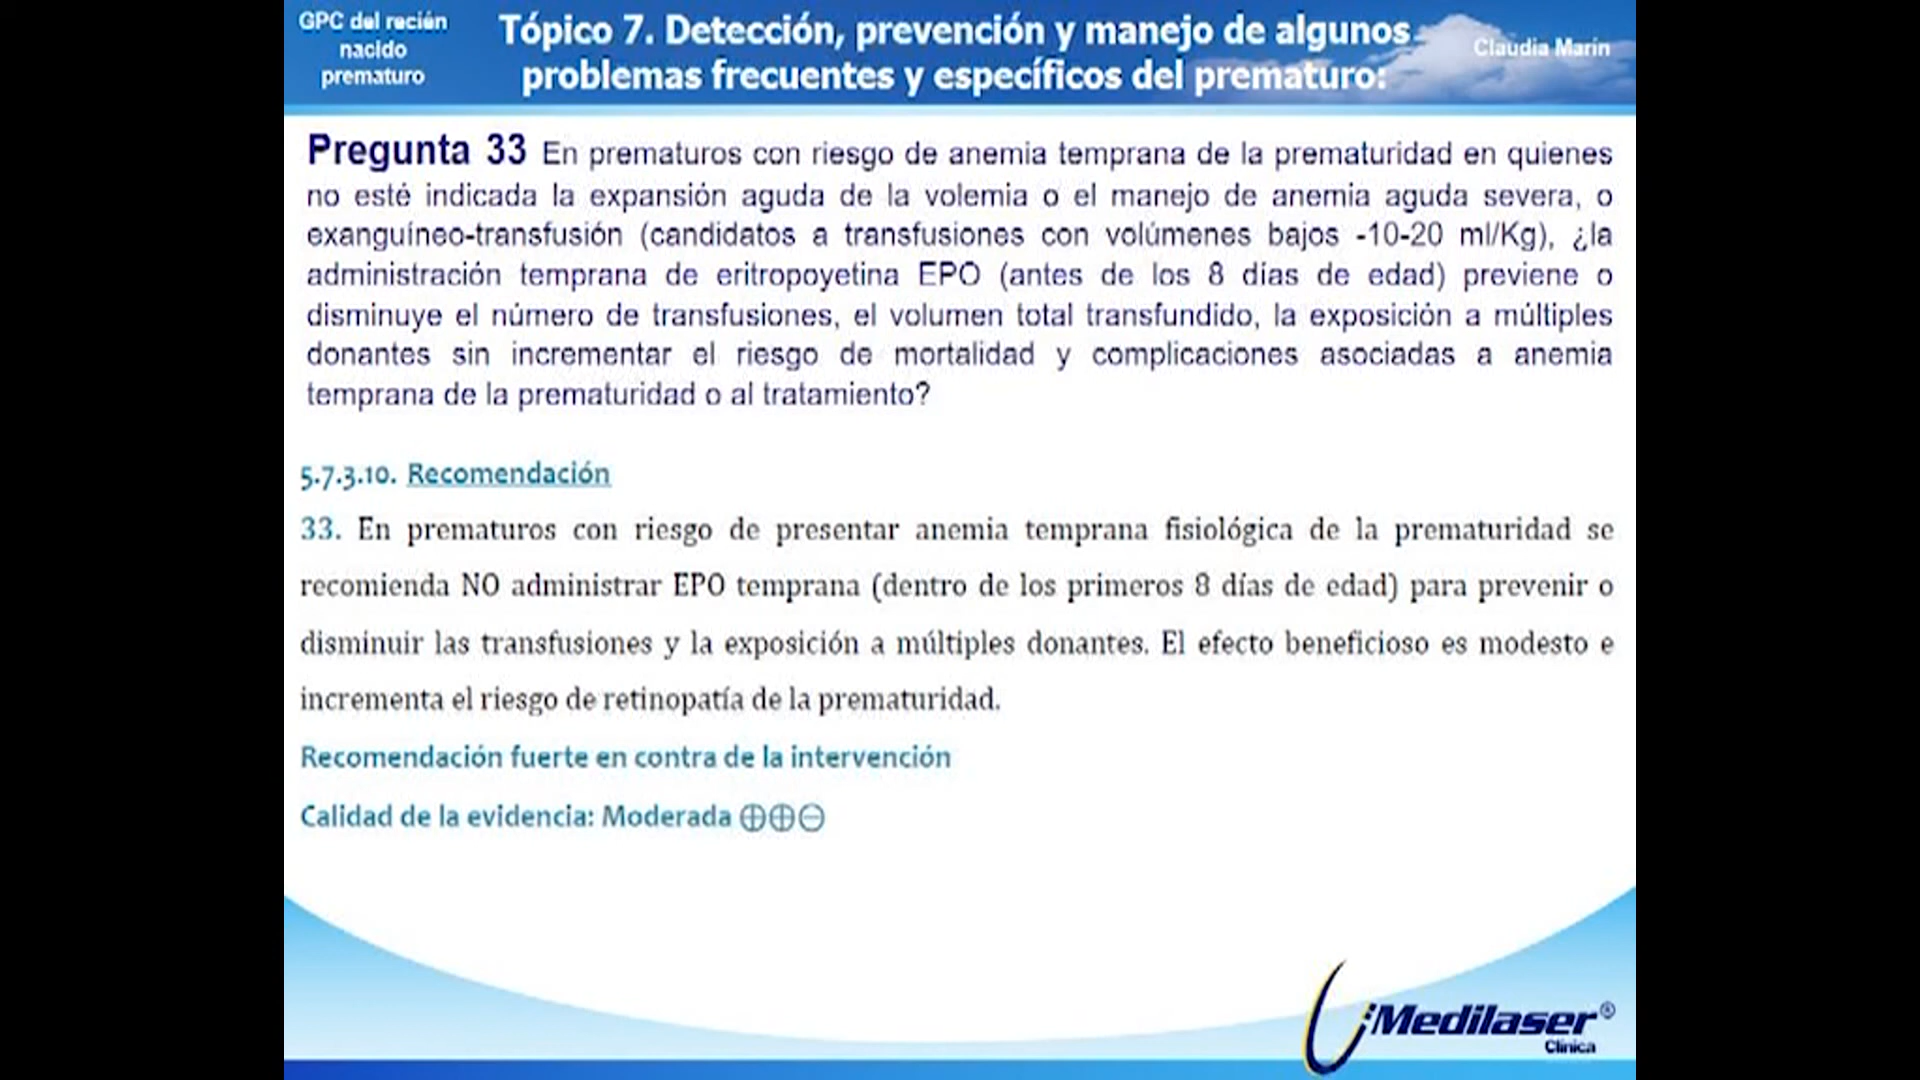 GPC del recién
nacido
prematuro
Tópico 7. Detección, prevención y manejo de algunos
problemas frecuentes y específicos del prematuro:
Claudia Marin
Pregunta 33 En prematuros con riesgo de anemia temprana de la prematuridad en quienes
no esté indicada la expansión aguda de la volemia o el manejo de anemia aguda severa, o
exanguíneo-transfusión (candidatos a transfusiones con volúmenes bajos -10-20 ml/Kg), ¿la
administración temprana de eritropoyetina EPO (antes de los 8 días de edad) previene o
disminuye el número de transfusiones, el volumen total transfundido, la exposición a múltiples
donantes sin incrementar el riesgo de mortalidad y complicaciones asociadas a anemia
temprana de la prematuridad o al tratamiento?
5.7.3.10. Recomendación
33. En prematuros con riesgo de presentar anemia temprana fisiológica de la prematuridad se
recomienda NO administrar EPO temprana (dentro de los primeros 8 días de edad) para prevenir o
disminuir las transfusiones y la exposición a múltiples donantes. El efecto beneficioso es modesto e
incrementa el riesgo de retinopatía de la prematuridad.
Recomendación fuerte en contra de la intervención
Calidad de la evidencia: Moderada ⊕⊕⊖
Medilaser®
Clínica